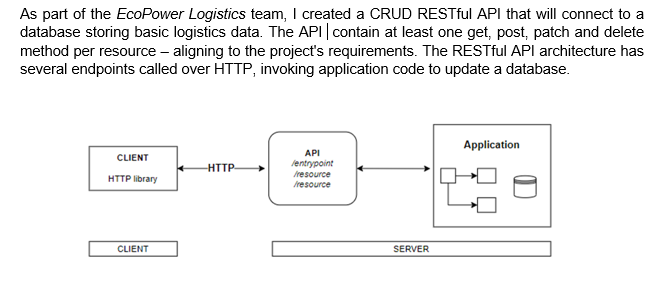 As part of the EcoPower Logistics team, I created a CRUD RESTful API that will connect to a
database storing basic logistics data. The API contain at least one get, post, patch and delete
method per resource – aligning to the project's requirements. The RESTful API architecture has
several endpoints called over HTTP, invoking application code to update a database.
CLIENT
HTTP library
HTTP
API
/entrypoint
/resource
/resource
Application
CLIENT
SERVER